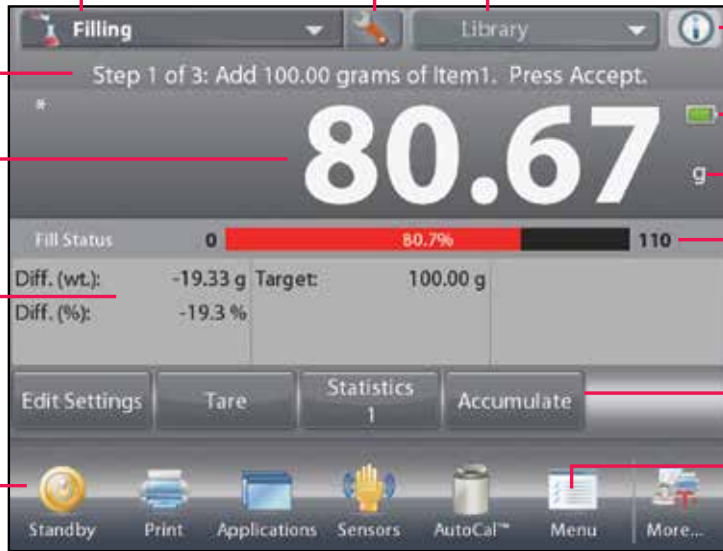 Filling
Library
Step 1 of 3: Add 100.00 grams of Item1. Press Accept.
*
80.67
g
Fill Status 0 80.7% 110
Diff. (wt.): -19.33 g Target: 100.00 g
Diff. (%): -19.3 %
Edit Settings
Tare
Statistics
1
Accumulate
Standby
Print
Applications
Sensors
AutoCal™
Menu
More...